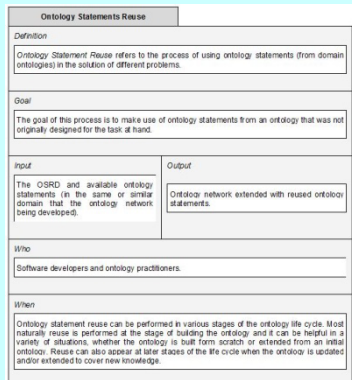 Ontology Statements Reuse
Definition
Ontology Statement Reuse refers to the process of using ontology statements (from domain
ontologies) in the solution of different problems.
Goal
The goal of this process is to make use of ontology statements from an ontology that was not
originally designed for the task at hand.
Input
The OSRD and available ontology
statements (in the same or similar
domain that the ontology network
being developed).
Output
Ontology network extended with reused ontology
statements.
Who
Software developers and ontology practitioners.
When
Ontology statement reuse can be performed in various stages of the ontology life cycle. Most
naturally reuse is performed at the stage of building the ontology and it can be helpful in a
variety of situations, whether the ontology is built form scratch or extended from an initial
ontology. Reuse can also appear at later stages of the life cycle when the ontology is updated
and/or extended to cover new knowledge.